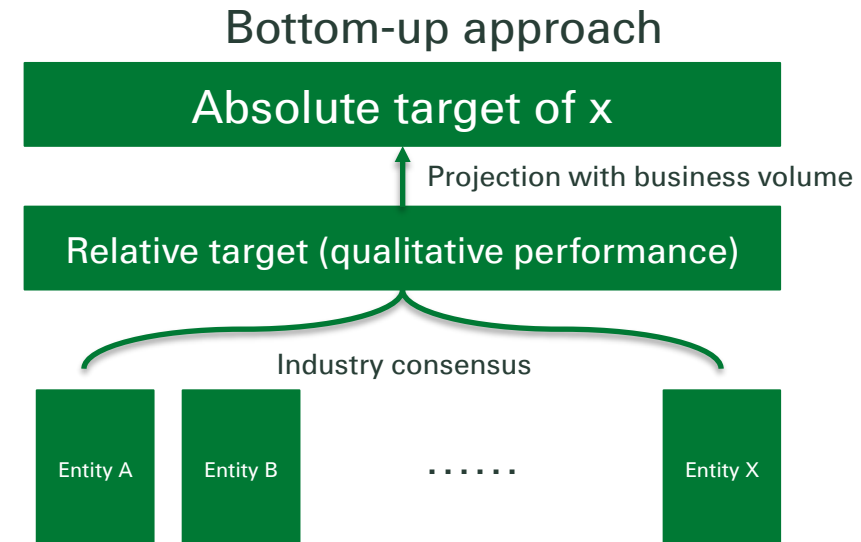 Bottom-up approach
Absolute target of x
Projection with business volume
Relative target (qualitative performance)
Industry consensus
Entity A
Entity B
......
Entity X